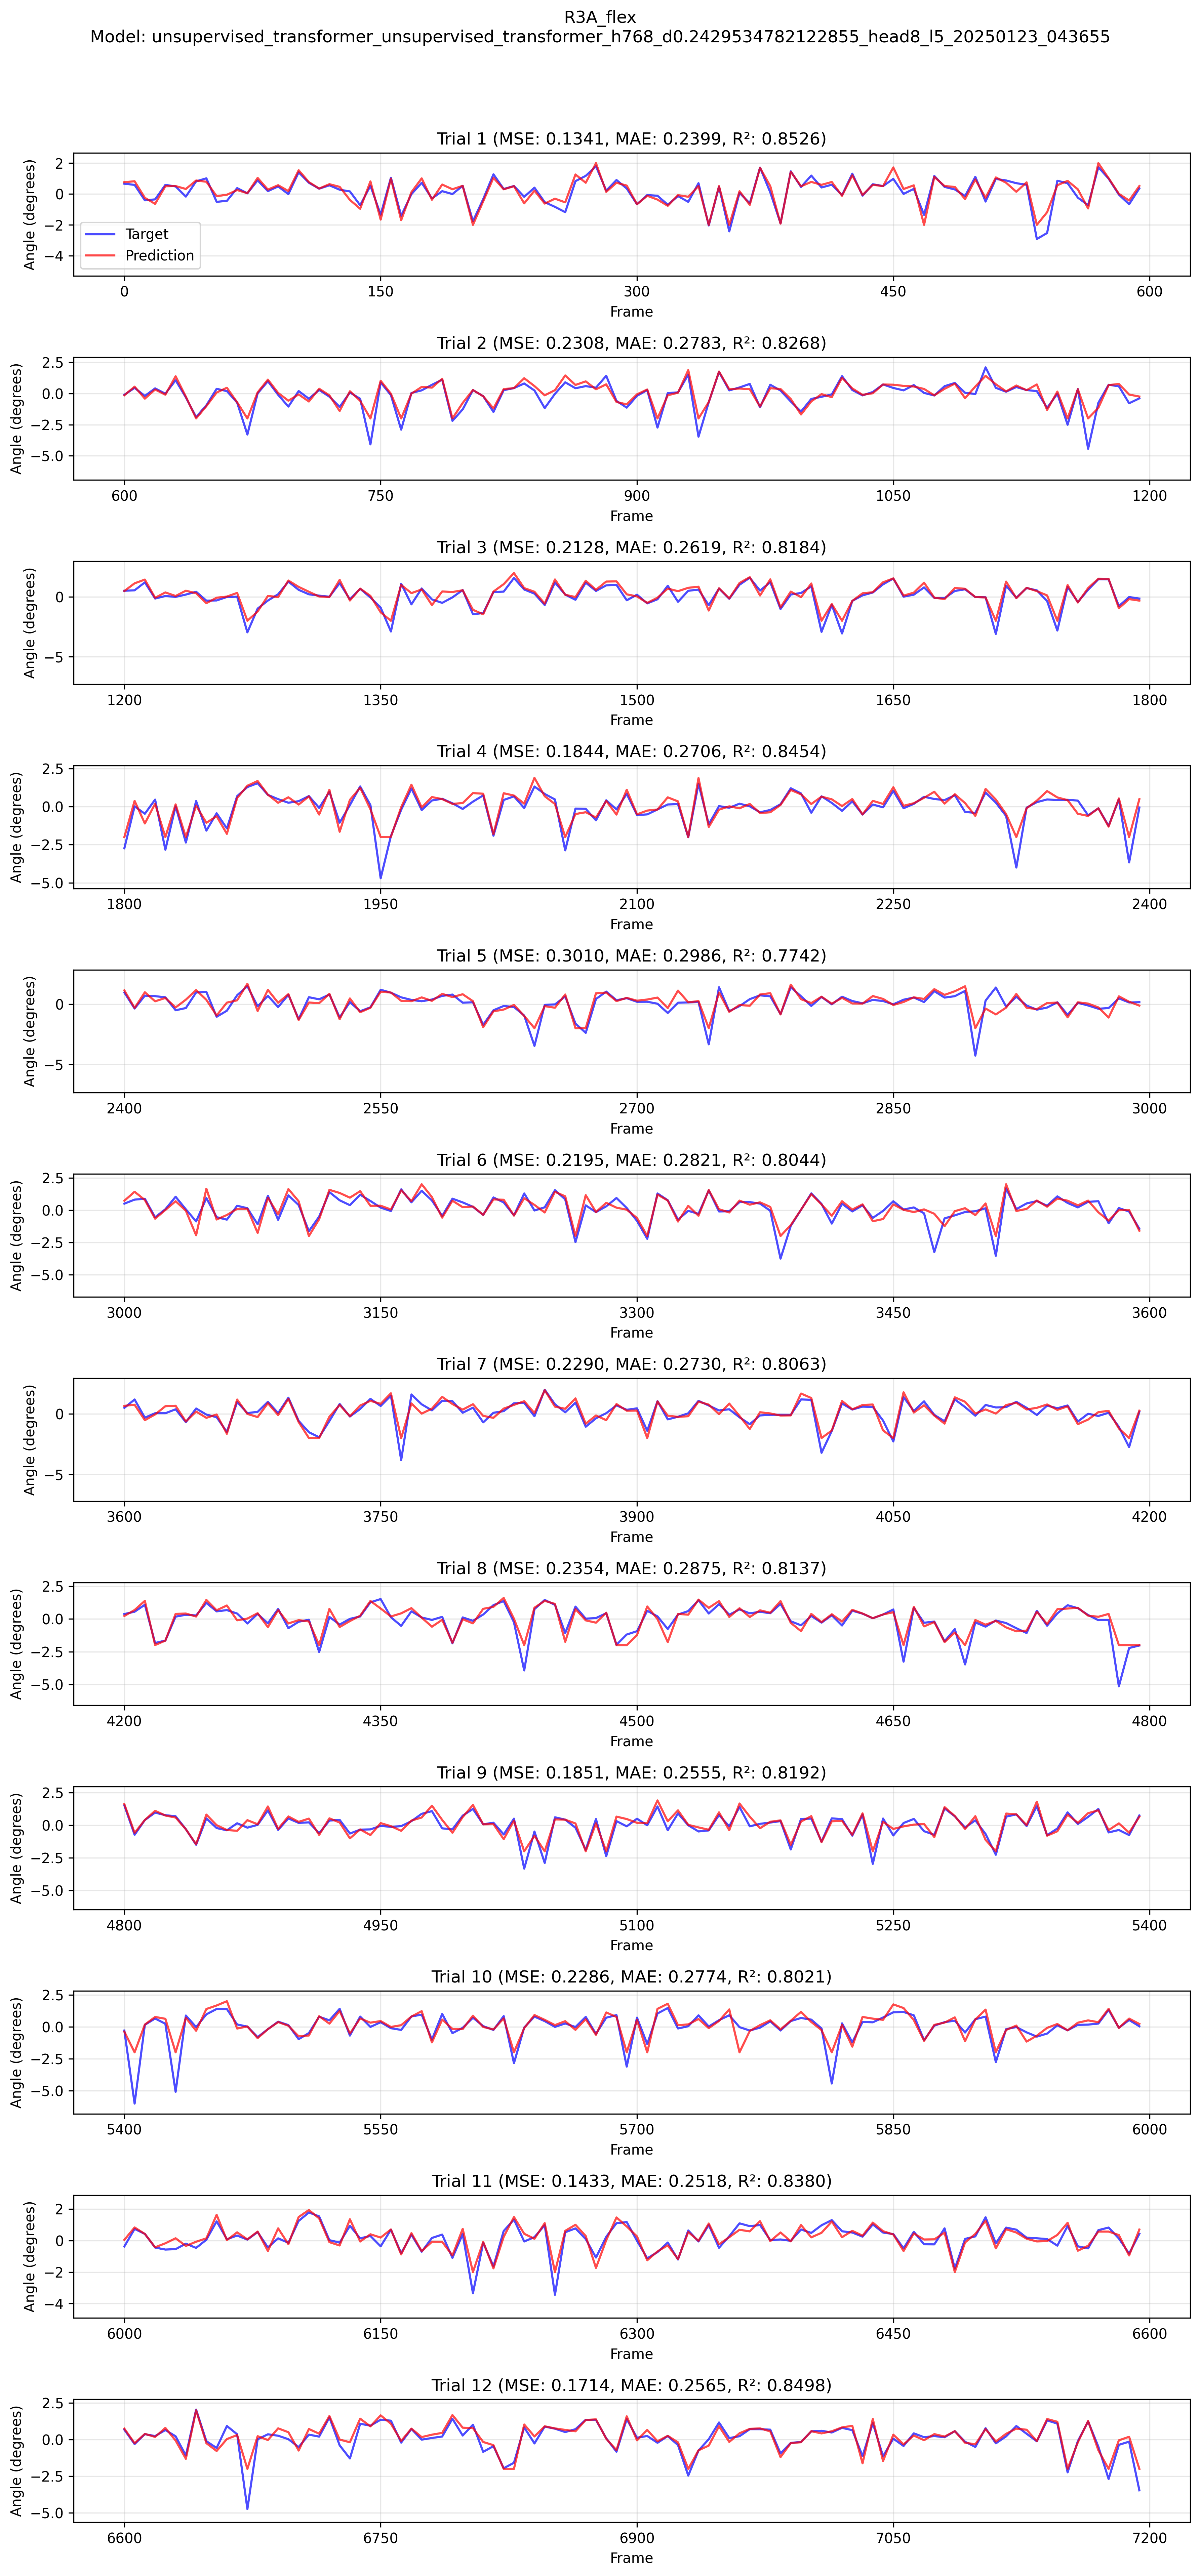 R3A_flex
Model: unsupervised_transformer_unsupervised_transformer_h768_d0.2429534782122855_head8_l5_20250123_043655
Trial 1 (MSE: 0.1341, MAE: 0.2399, R²: 0.8526)
Angle (degrees)
2
0
−2
−4
Target
Prediction
0 150 300 450 600
Frame
Trial 2 (MSE: 0.2308, MAE: 0.2783, R²: 0.8268)
Angle (degrees)
2.5
0.0
−2.5
−5.0
600 750 900 1050 1200
Frame
Trial 3 (MSE: 0.2128, MAE: 0.2619, R²: 0.8184)
Angle (degrees)
0
−5
1200 1350 1500 1650 1800
Frame
Trial 4 (MSE: 0.1844, MAE: 0.2706, R²: 0.8454)
Angle (degrees)
2.5
0.0
−2.5
−5.0
1800 1950 2100 2250 2400
Frame
Trial 5 (MSE: 0.3010, MAE: 0.2986, R²: 0.7742)
Angle (degrees)
0
−5
2400 2550 2700 2850 3000
Frame
Trial 6 (MSE: 0.2195, MAE: 0.2821, R²: 0.8044)
Angle (degrees)
2.5
0.0
−2.5
−5.0
3000 3150 3300 3450 3600
Frame
Trial 7 (MSE: 0.2290, MAE: 0.2730, R²: 0.8063)
Angle (degrees)
0
−5
3600 3750 3900 4050 4200
Frame
Trial 8 (MSE: 0.2354, MAE: 0.2875, R²: 0.8137)
Angle (degrees)
2.5
0.0
−2.5
−5.0
4200 4350 4500 4650 4800
Frame
Trial 9 (MSE: 0.1851, MAE: 0.2555, R²: 0.8192)
Angle (degrees)
2.5
0.0
−2.5
−5.0
4800 4950 5100 5250 5400
Frame
Trial 10 (MSE: 0.2286, MAE: 0.2774, R²: 0.8021)
Angle (degrees)
2.5
0.0
−2.5
−5.0
5400 5550 5700 5850 6000
Frame
Trial 11 (MSE: 0.1433, MAE: 0.2518, R²: 0.8380)
Angle (degrees)
2
0
−2
−4
6000 6150 6300 6450 6600
Frame
Trial 12 (MSE: 0.1714, MAE: 0.2565, R²: 0.8498)
Angle (degrees)
2.5
0.0
−2.5
−5.0
6600 6750 6900 7050 7200
Frame